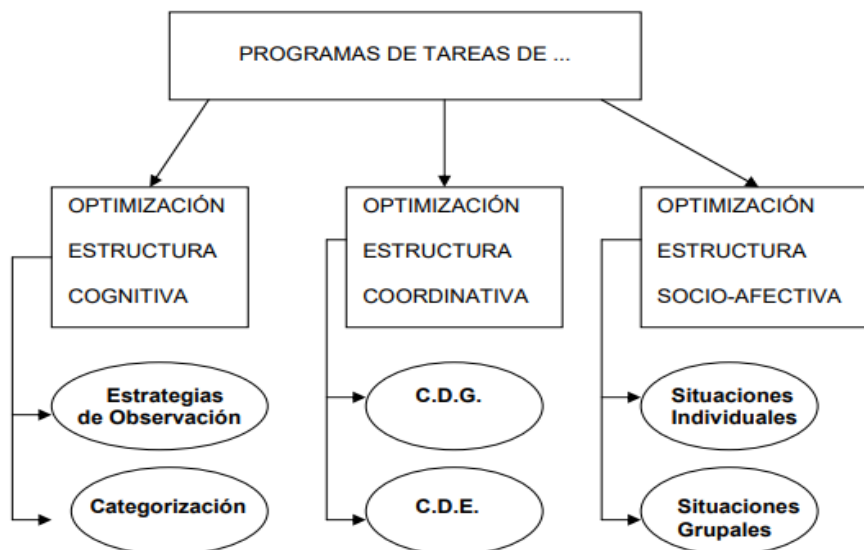 PROGRAMAS DE TAREAS DE ...
OPTIMIZACIÓN
ESTRUCTURA
COGNITIVA
OPTIMIZACIÓN
ESTRUCTURA
COORDINATIVA
OPTIMIZACIÓN
ESTRUCTURA
SOCIO-AFECTIVA
Estrategias
de Observación
C.D.G.
Situaciones
Individuales
Categorización
C.D.E.
Situaciones
Grupales